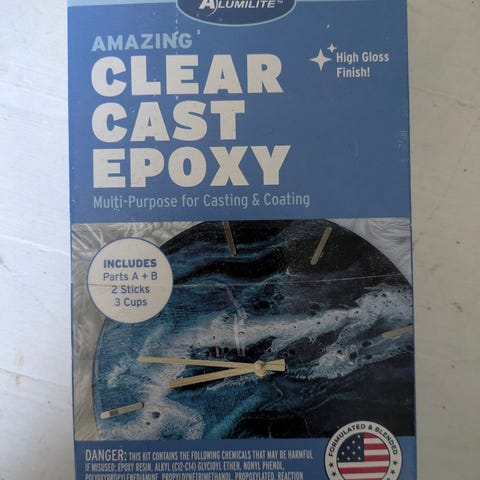 ALUMILITE™
AMAZING
CLEAR
CAST
EPOXY
High Gloss
Finish!
Multi-Purpose for Casting & Coating
INCLUDES
Parts A + B
2 Sticks
3 Cups
FORMULATED & BLENDED
DANGER: THIS KIT CONTAINS THE FOLLOWING CHEMICALS THAT MAY BE HARMFUL
IF MISUSED: EPOXY RESIN, ALKYL (C12-C14) GLYCIDYL ETHER, NONYL PHENOL,
POLYOXYPROPYLENEDIAMINE, PROPYLIDYNETRIMETHANOL, PROPOXYLATED, REACTION